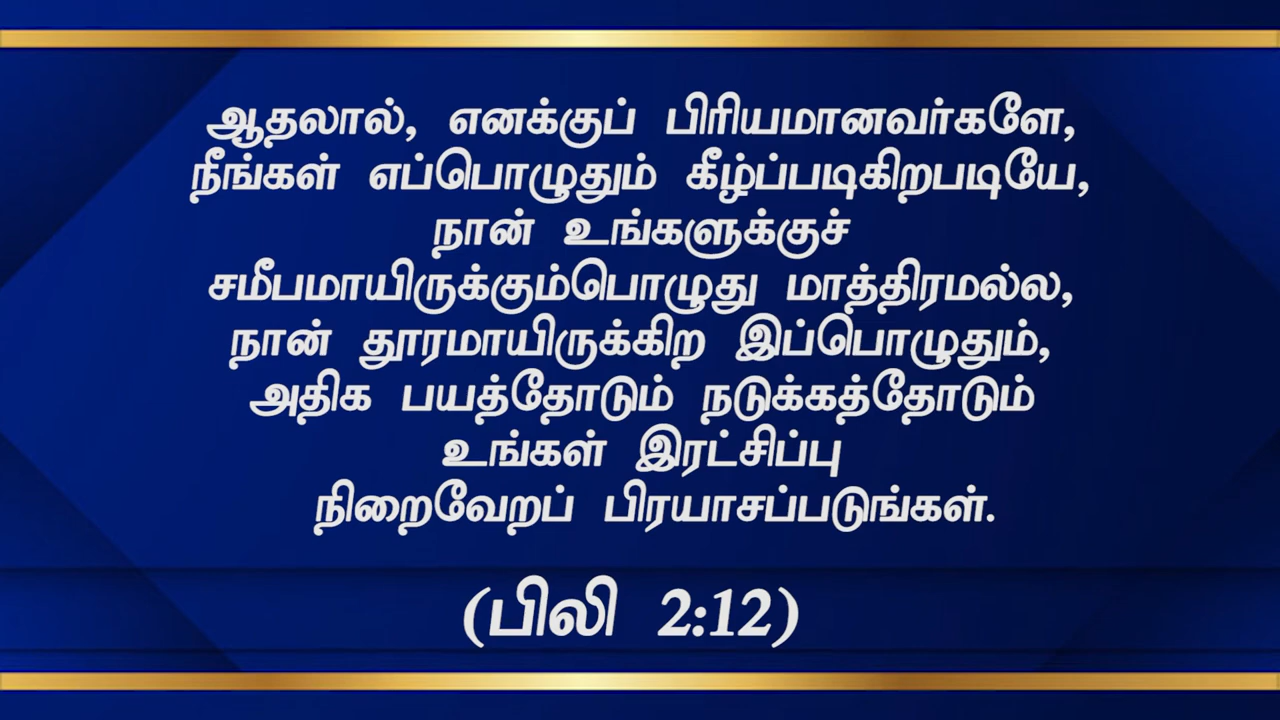 ஆதலால், எனக்குப் பிரியமானவர்களே,
நீங்கள் எப்பொழுதும் கீழ்ப்படிகிறபடியே,
நான் உங்களுக்குச்
சமீபமாயிருக்கும்பொழுது மாத்திரமல்ல,
நான் தூரமாயிருக்கிற இப்பொழுதும்,
அதிக பயத்தோடும் நடுக்கத்தோடும்
உங்கள் இரட்சிப்பு
நிறைவேறப் பிரயாசப்படுங்கள்.
(பிலி 2:12)